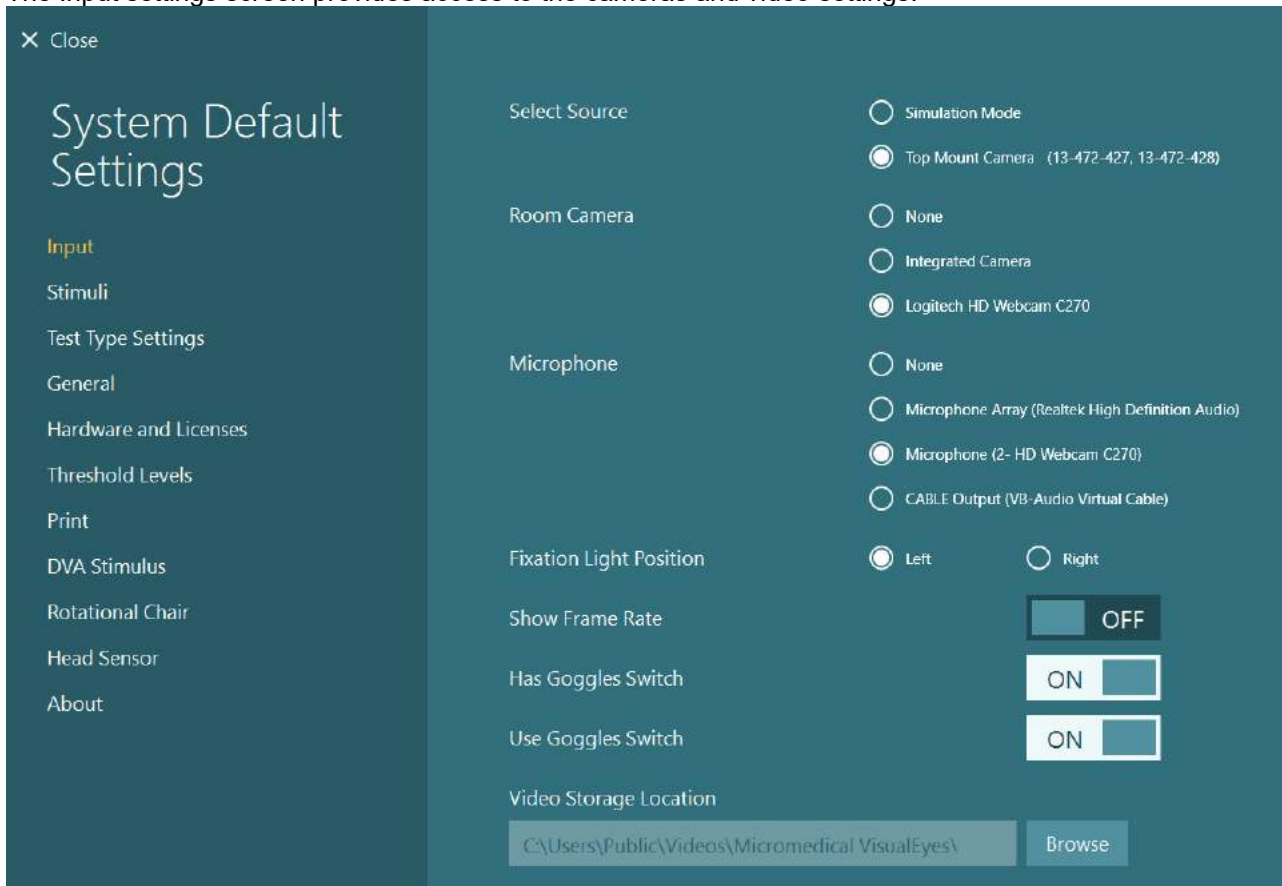 The input settings screen provides access to the cameras and video settings.
Close
System Default
Settings
Input
Stimuli
Test Type Settings
General
Hardware and Licenses
Threshold Levels
Print
DVA Stimulus
Rotational Chair
Head Sensor
About
Select Source
Simulation Mode
Top Mount Camera (13-472-427, 13-472-428)
Room Camera
None
Integrated Camera
Logitech HD Webcam C270
Microphone
None
Microphone Array (Realtek High Definition Audio)
Microphone (2- HD Webcam C270)
CABLE Output (VB-Audio Virtual Cable)
Fixation Light Position
Left
Right
Show Frame Rate
OFF
Has Goggles Switch
ON
Use Goggles Switch
ON
Video Storage Location
C:\Users\Public\Videos\Micromedical VisualEyes\
Browse